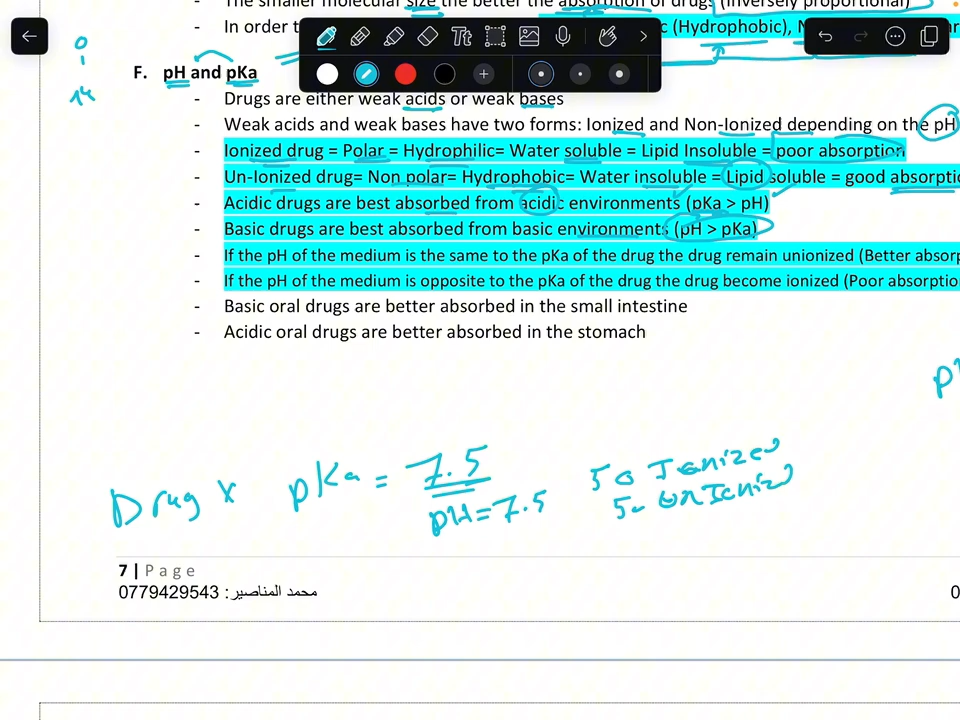 - The smaller molecular size the better the absorption of drugs (Inversely proportional)
- In order t c (Hydrophobic), N
F. pH and pKa
- Drugs are either weak acids or weak bases
- Weak acids and weak bases have two forms: Ionized and Non-Ionized depending on the pH
- Ionized drug = Polar = Hydrophilic= Water soluble = Lipid Insoluble = poor absorption
- Un-Ionized drug= Non polar= Hydrophobic= Water insoluble = Lipid soluble = good absorptio
- Acidic drugs are best absorbed from acidic environments (pKa > pH)
- Basic drugs are best absorbed from basic environments (pH > pKa)
- If the pH of the medium is the same to the pKa of the drug the drug remain unionized (Better absorp
- If the pH of the medium is opposite to the pKa of the drug the drug become ionized (Poor absorptio
- Basic oral drugs are better absorbed in the small intestine
- Acidic oral drugs are better absorbed in the stomach
0
14
Tt
Drug x pKa = 7.5
pH = 7.5
50 Ionized
50 UnIonized
7 | Page
محمد المناصير: 0779429543